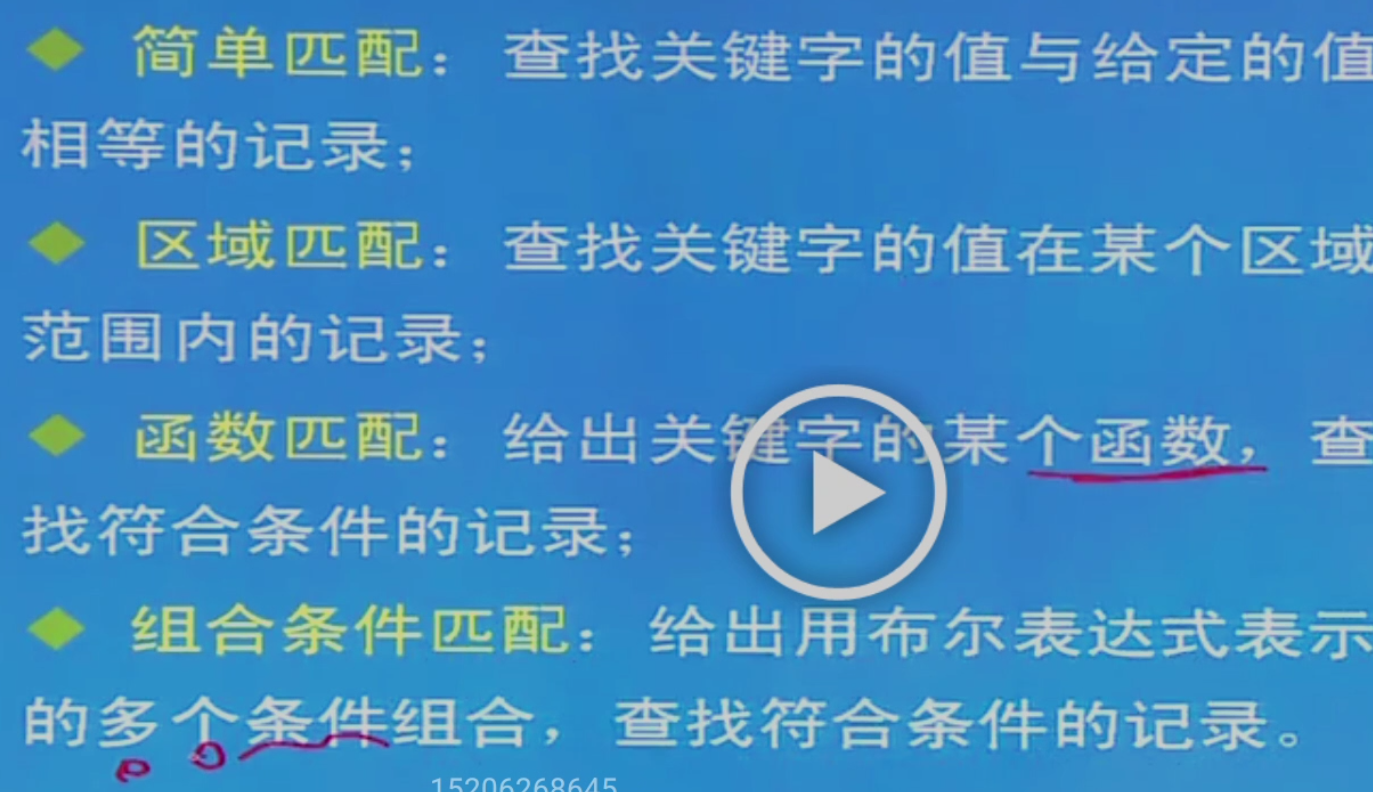 简单匹配：查找关键字的值与给定的值
相等的记录；
区域匹配：查找关键字的值在某个区域
范围内的记录；
函数匹配：给出关键字的某个函数，查
找符合条件的记录；
组合条件匹配：给出用布尔表达式表示
的多个条件组合，查找符合条件的记录。
15206268645